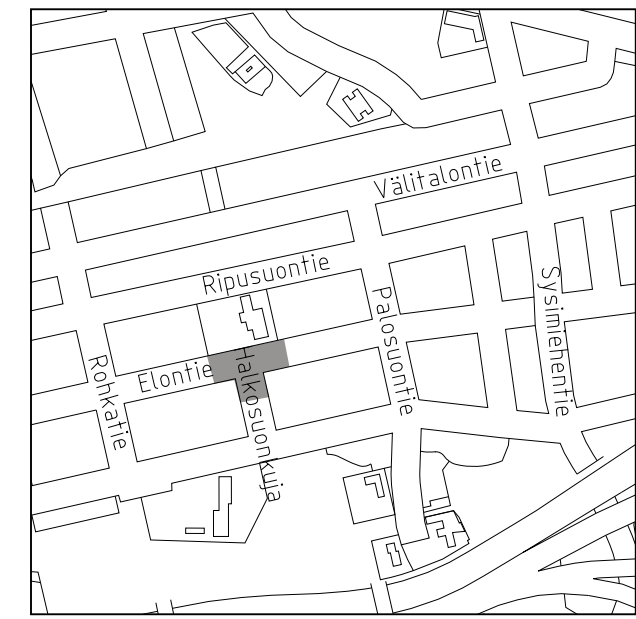 Välitalontie
Ripusuontie
Sysimiehentie
Palosuontie
Elontie
Halkosuonkuja
Rohkatie